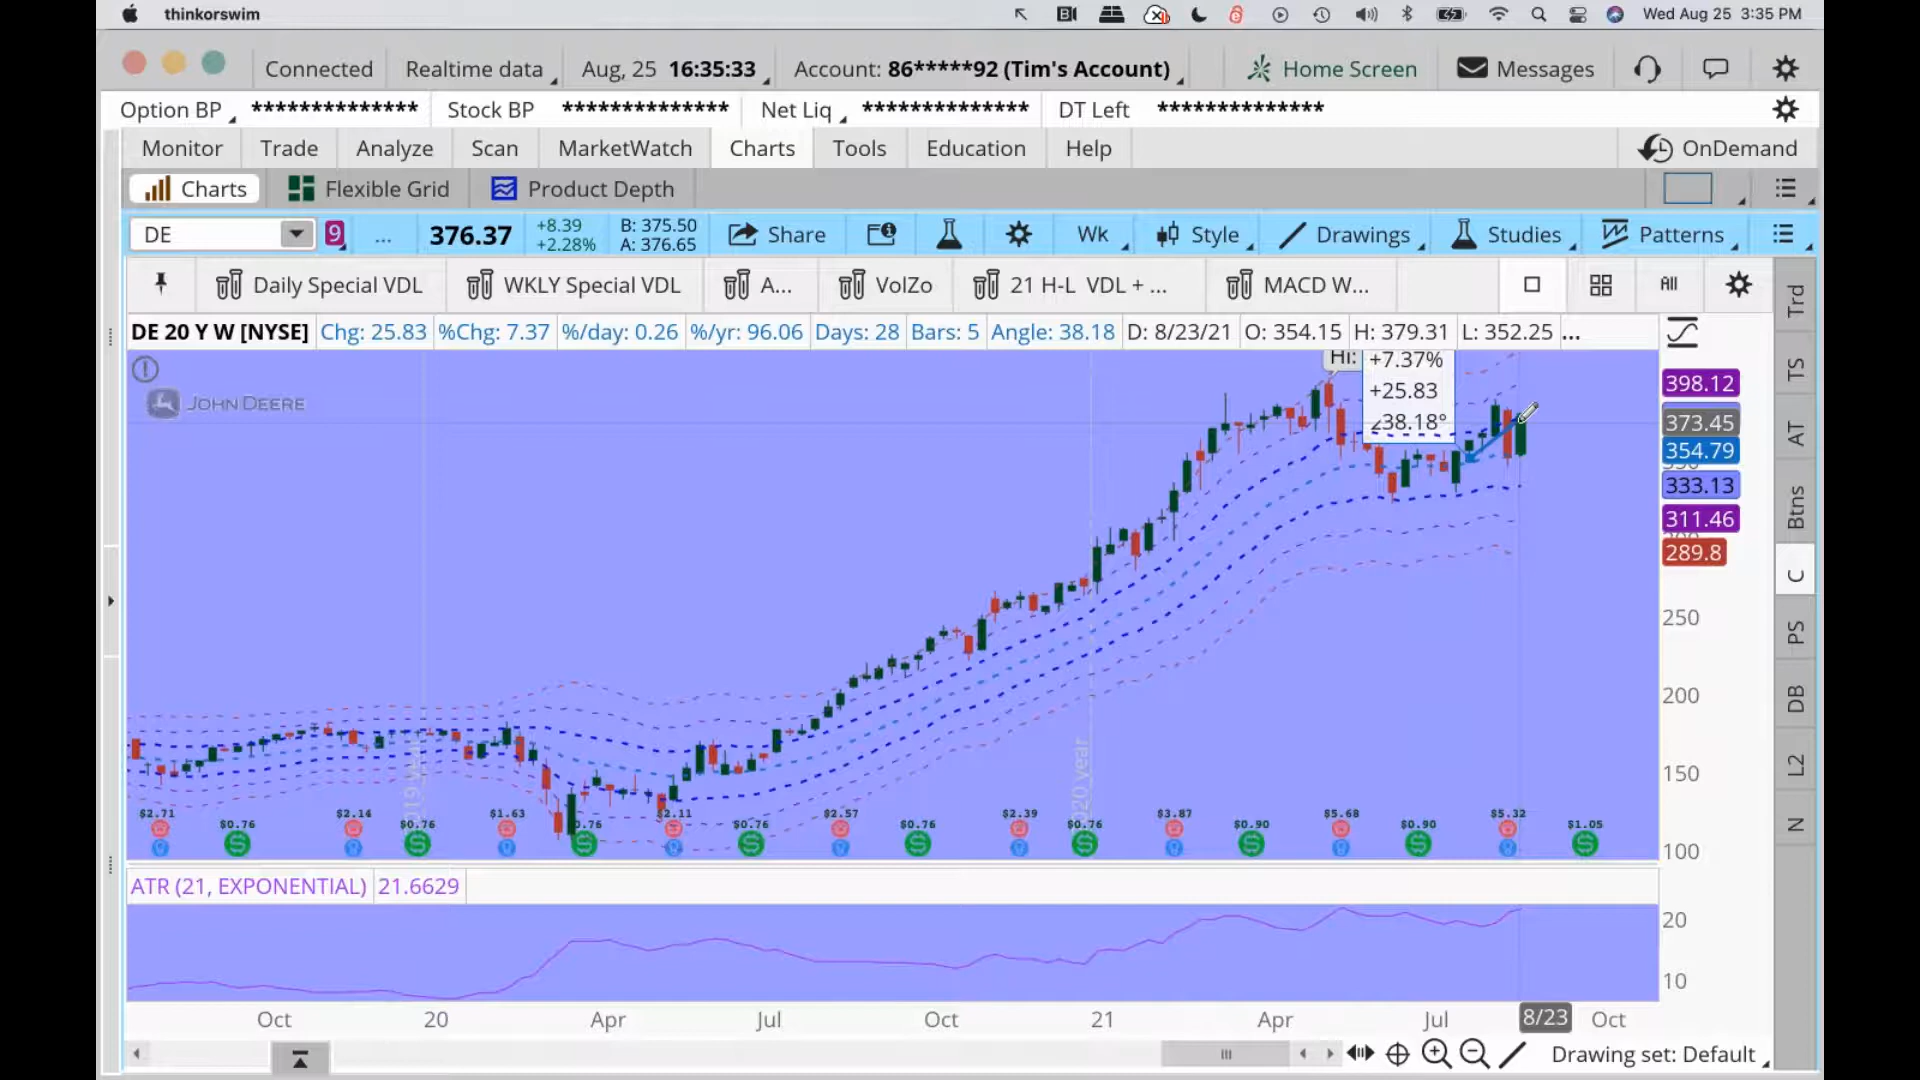 thinkorswim
Wed Aug 25 3:35 PM
Connected
Realtime data
Aug, 25 16:35:33
Account: 86*****92 (Tim's Account)
Home Screen
Messages
Option BP **************
Stock BP **************
Net Liq **************
DT Left **************
Monitor
Trade
Analyze
Scan
MarketWatch
Charts
Tools
Education
Help
OnDemand
Charts
Flexible Grid
Product Depth
DE
9
...
376.37
+8.39
+2.28%
B: 375.50
A: 376.65
Share
Wk
Style
Drawings
Studies
Patterns
Daily Special VDL
WKLY Special VDL
A...
VolZo
21 H-L VDL + ...
MACD W...
All
DE 20 Y W [NYSE]
Chg: 25.83
%Chg: 7.37
%/day: 0.26
%/yr: 96.06
Days: 28
Bars: 5
Angle: 38.18
D: 8/23/21
O: 354.15
H: 379.31
L: 352.25
...
Trd
TS
AT
Btns
C
PS
DB
L2
N
JOHN DEERE
Hi:
+7.37%
+25.83
∠38.18°
398.12
373.45
354.79
333.13
311.46
289.8
250
200
150
100
$2.71
$0.76
$2.14
$0.76
$1.63
0.76
$2.11
$0.76
$2.57
$0.76
$2.39
$0.76
$3.87
$0.90
$5.68
$0.90
$5.32
$1.05
ATR (21, EXPONENTIAL)
21.6629
20
10
Oct
20
Apr
Jul
Oct
21
Apr
Jul
8/23
Oct
Drawing set: Default